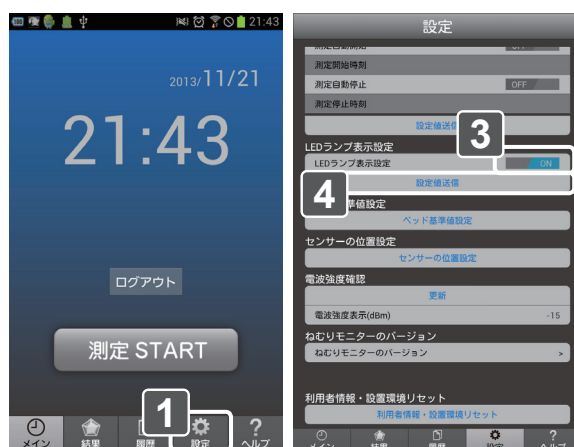 21:43
2013/11/21
21:43
ログアウト
測定 START
1
メイン
結果
履歴
設定
ヘルプ
設定
測定自動開始
OFF
測定開始時刻
測定自動停止
OFF
測定停止時刻
設定値送信
3
LEDランプ表示設定
LEDランプ表示設定
ON
4
設定値送信
準値設定
ベッド基準値設定
センサーの位置設定
センサーの位置設定
電波強度確認
更新
電波強度表示(dBm)
-15
ねむりモニターのバージョン
ねむりモニターのバージョン
>
利用者情報・設置環境リセット
利用者情報・設置環境リセット
メイン
結果
履歴
設定
ヘルプ